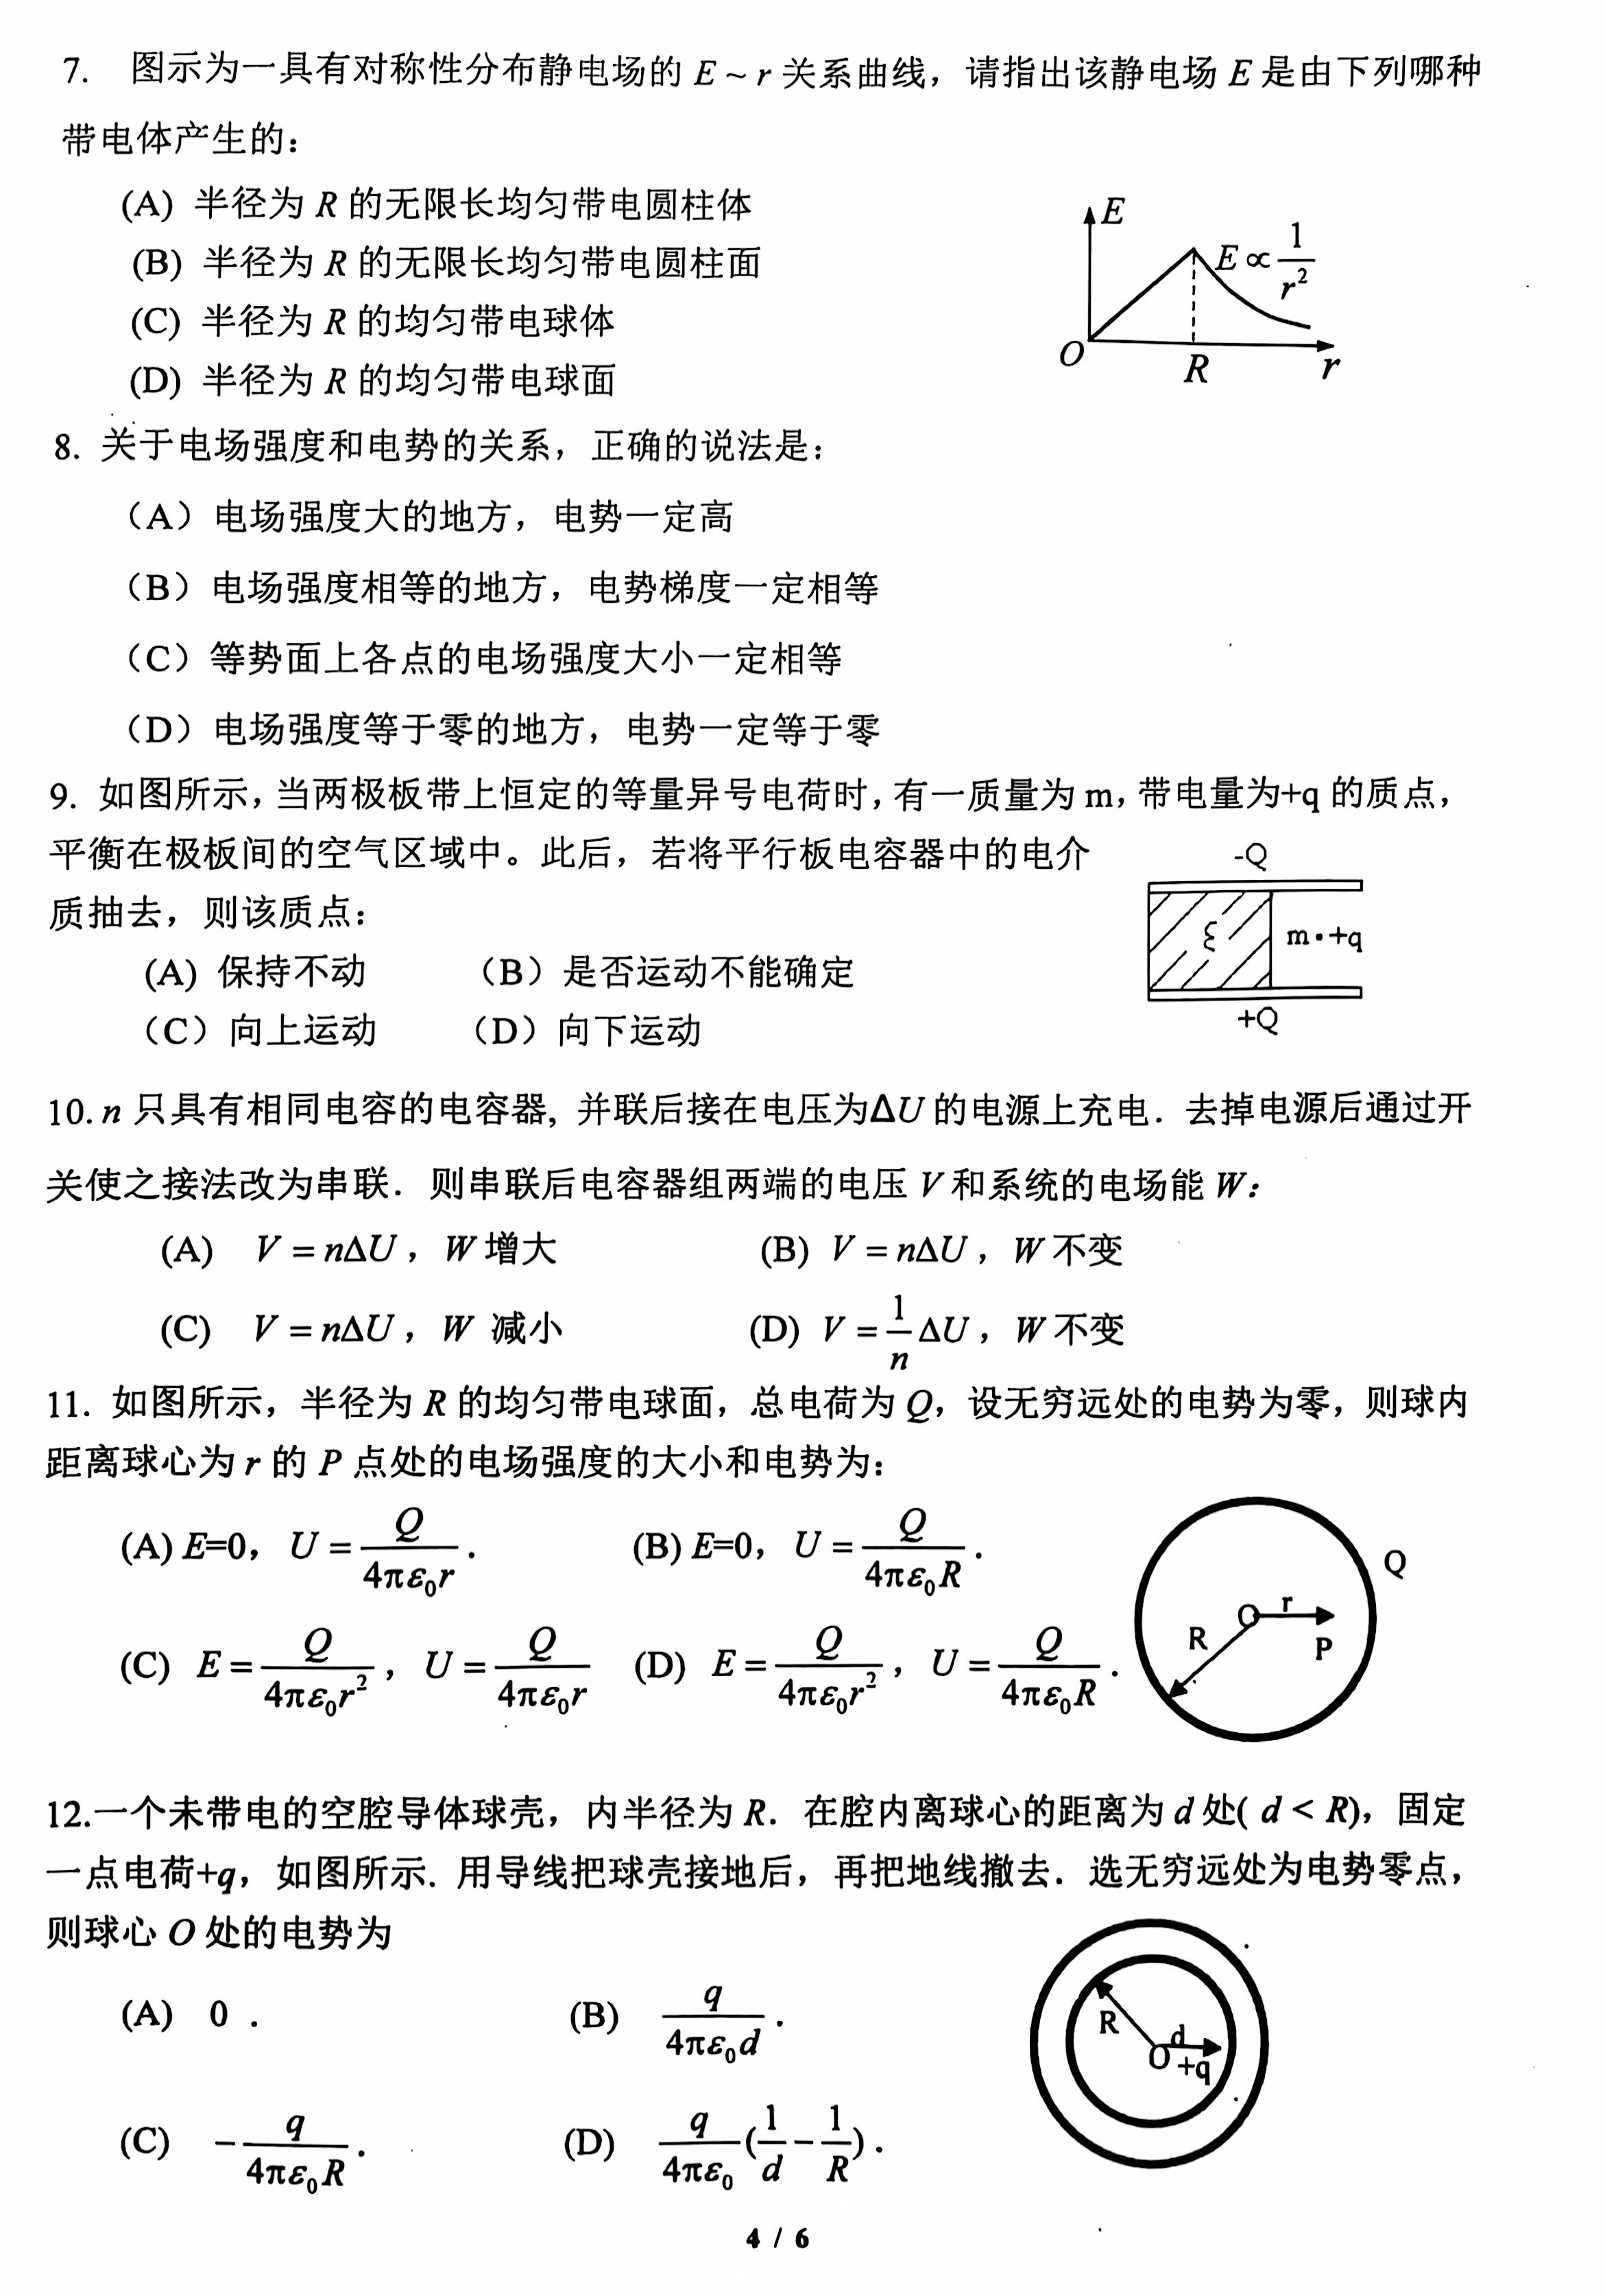 7. 图示为一具有对称性分布静电场的 E ~ r 关系曲线，请指出该静电场 E 是由下列哪种
带电体产生的：
(A) 半径为 R 的无限长均匀带电圆柱体
(B) 半径为 R 的无限长均匀带电圆柱面
(C) 半径为 R 的均匀带电球体
(D) 半径为 R 的均匀带电球面
E
E∝1/r²
O R r
8. 关于电场强度和电势的关系，正确的说法是：
（A）电场强度大的地方，电势一定高
（B）电场强度相等的地方，电势梯度一定相等
（C）等势面上各点的电场强度大小一定相等
（D）电场强度等于零的地方，电势一定等于零
9. 如图所示，当两极板带上恒定的等量异号电荷时，有一质量为 m，带电量为+q 的质点，
平衡在极板间的空气区域中。此后，若将平行板电容器中的电介
质抽去，则该质点：
(A) 保持不动 （B）是否运动不能确定
（C）向上运动 （D）向下运动
-Q
ξ m·+q
+Q
10. n 只具有相同电容的电容器, 并联后接在电压为ΔU 的电源上充电．去掉电源后通过开
关使之接法改为串联．则串联后电容器组两端的电压 V 和系统的电场能 W：
(A) V = nΔU ，W 增大 (B) V = nΔU ，W 不变
(C) V = nΔU ，W 减小 (D) V = 1/n ΔU ，W 不变
11. 如图所示，半径为 R 的均匀带电球面，总电荷为 Q，设无穷远处的电势为零，则球内
距离球心为 r 的 P 点处的电场强度的大小和电势为：
(A) E=0， U = Q/4πε₀r . (B) E=0， U = Q/4πε₀R .
(C) E = Q/4πε₀r² ， U = Q/4πε₀r (D) E = Q/4πε₀r² ， U = Q/4πε₀R .
Q
O r
R P
12.一个未带电的空腔导体球壳，内半径为 R．在腔内离球心的距离为 d 处( d < R)，固定
一点电荷+q，如图所示. 用导线把球壳接地后，再把地线撤去．选无穷远处为电势零点，
则球心 O 处的电势为
(A) 0 . (B) q/4πε₀d .
(C) −q/4πε₀R . (D) q/4πε₀(1/d − 1/R) .
R d
O +q
4 / 6